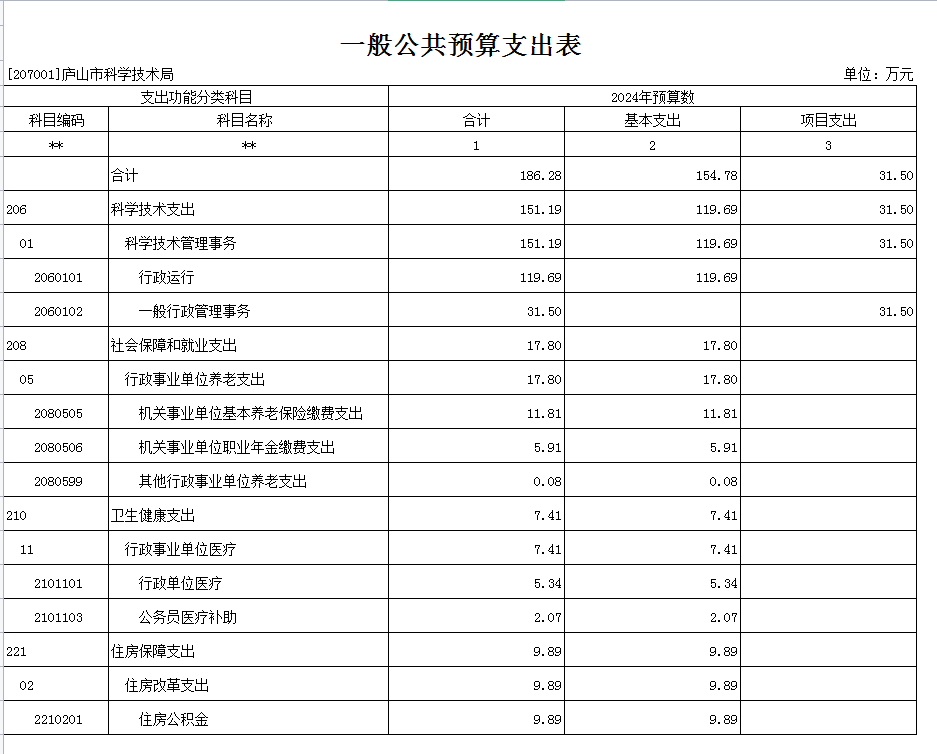 一般公共预算支出表
[207001]庐山市科学技术局 单位：万元
支出功能分类科目 2024年预算数
科目编码 科目名称 合计 基本支出 项目支出
** ** 1 2 3
合计 186.28 154.78 31.50
206 科学技术支出 151.19 119.69 31.50
01 科学技术管理事务 151.19 119.69 31.50
2060101 行政运行 119.69 119.69
2060102 一般行政管理事务 31.50 31.50
208 社会保障和就业支出 17.80 17.80
05 行政事业单位养老支出 17.80 17.80
2080505 机关事业单位基本养老保险缴费支出 11.81 11.81
2080506 机关事业单位职业年金缴费支出 5.91 5.91
2080599 其他行政事业单位养老支出 0.08 0.08
210 卫生健康支出 7.41 7.41
11 行政事业单位医疗 7.41 7.41
2101101 行政单位医疗 5.34 5.34
2101103 公务员医疗补助 2.07 2.07
221 住房保障支出 9.89 9.89
02 住房改革支出 9.89 9.89
2210201 住房公积金 9.89 9.89